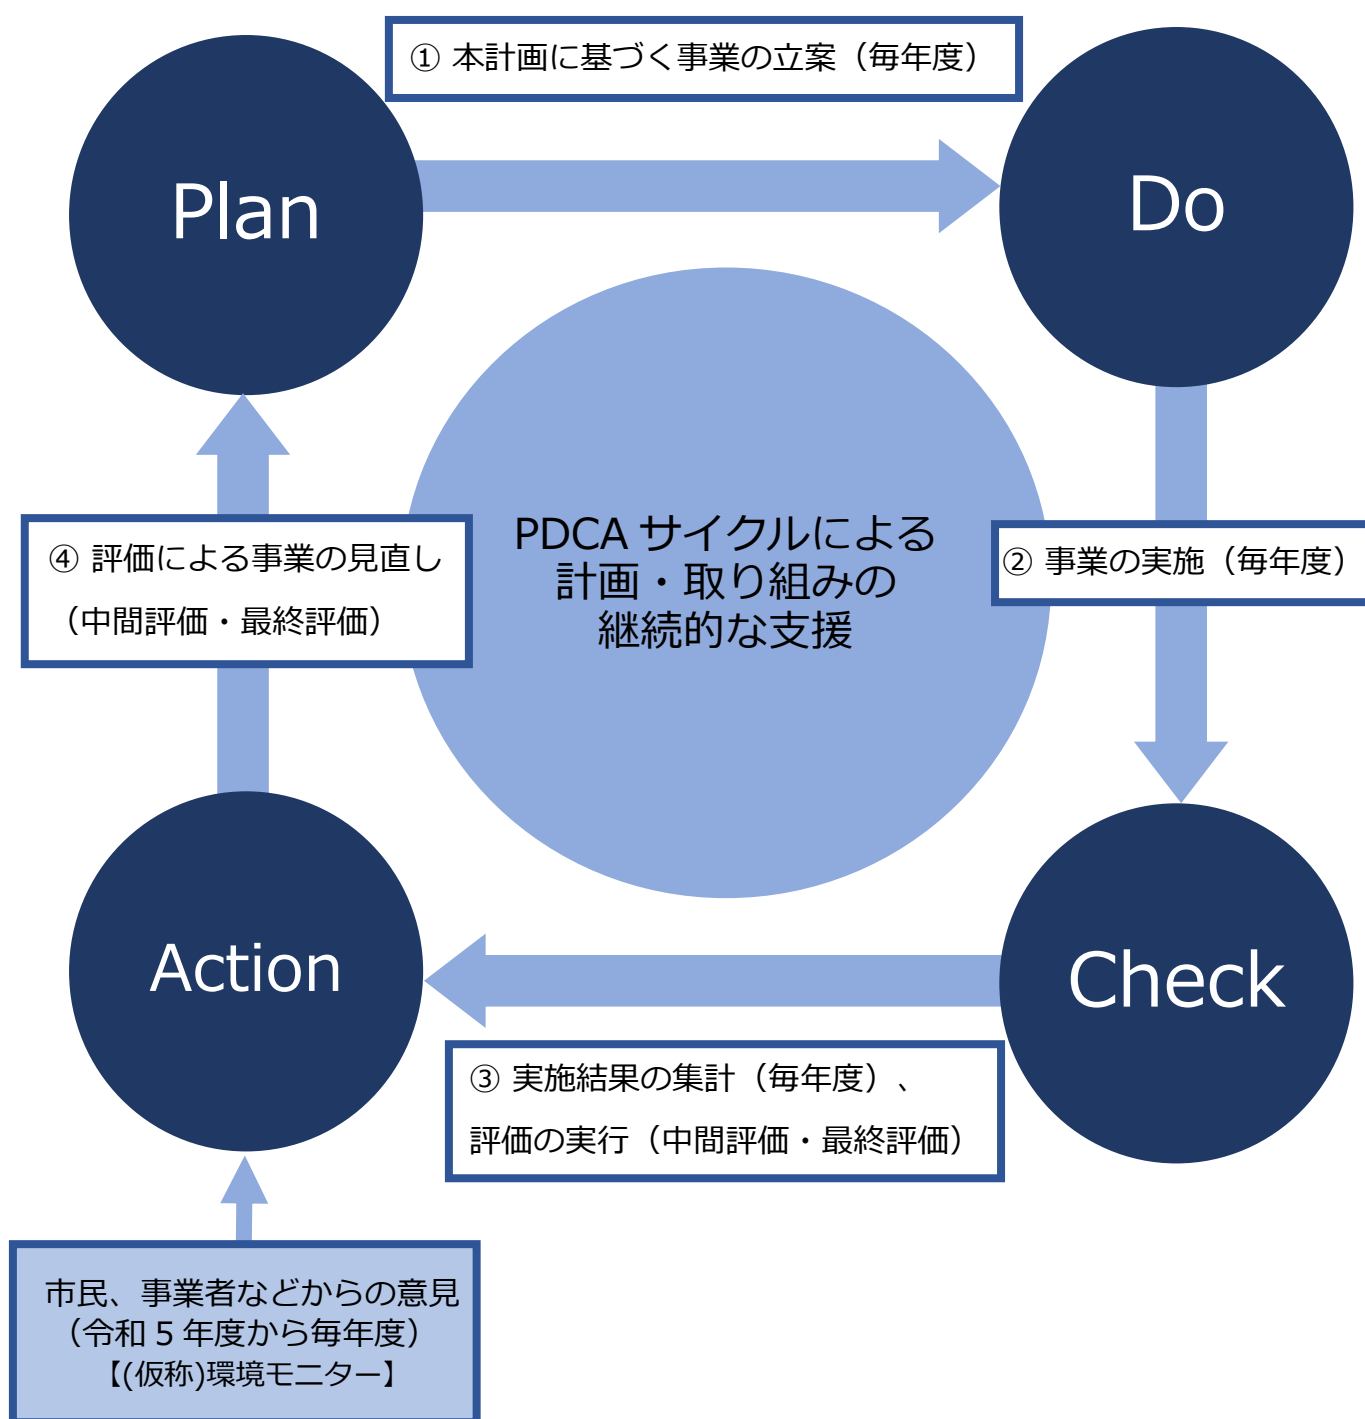 ① 本計画に基づく事業の立案（毎年度）
Plan
Do
PDCA サイクルによる
計画・取り組みの
継続的な支援
④ 評価による事業の見直し
（中間評価・最終評価）
② 事業の実施（毎年度）
Action
Check
③ 実施結果の集計（毎年度）、
評価の実行（中間評価・最終評価）
市民、事業者などからの意見
（令和 5 年度から毎年度）
【(仮称)環境モニター】